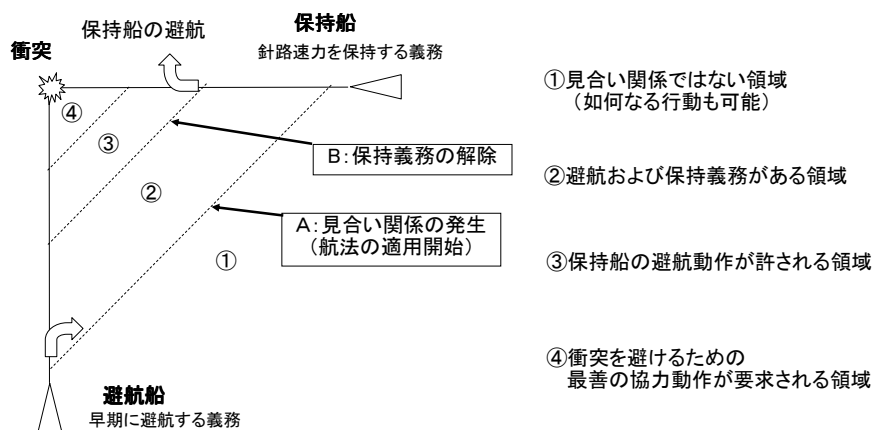 保持船の避航
保持船
針路速力を保持する義務
衝突
④
③
②
①
B:保持義務の解除
A:見合い関係の発生
(航法の適用開始)
避航船
早期に避航する義務
①見合い関係ではない領域
(如何なる行動も可能)
②避航および保持義務がある領域
③保持船の避航動作が許される領域
④衝突を避けるための
最善の協力動作が要求される領域